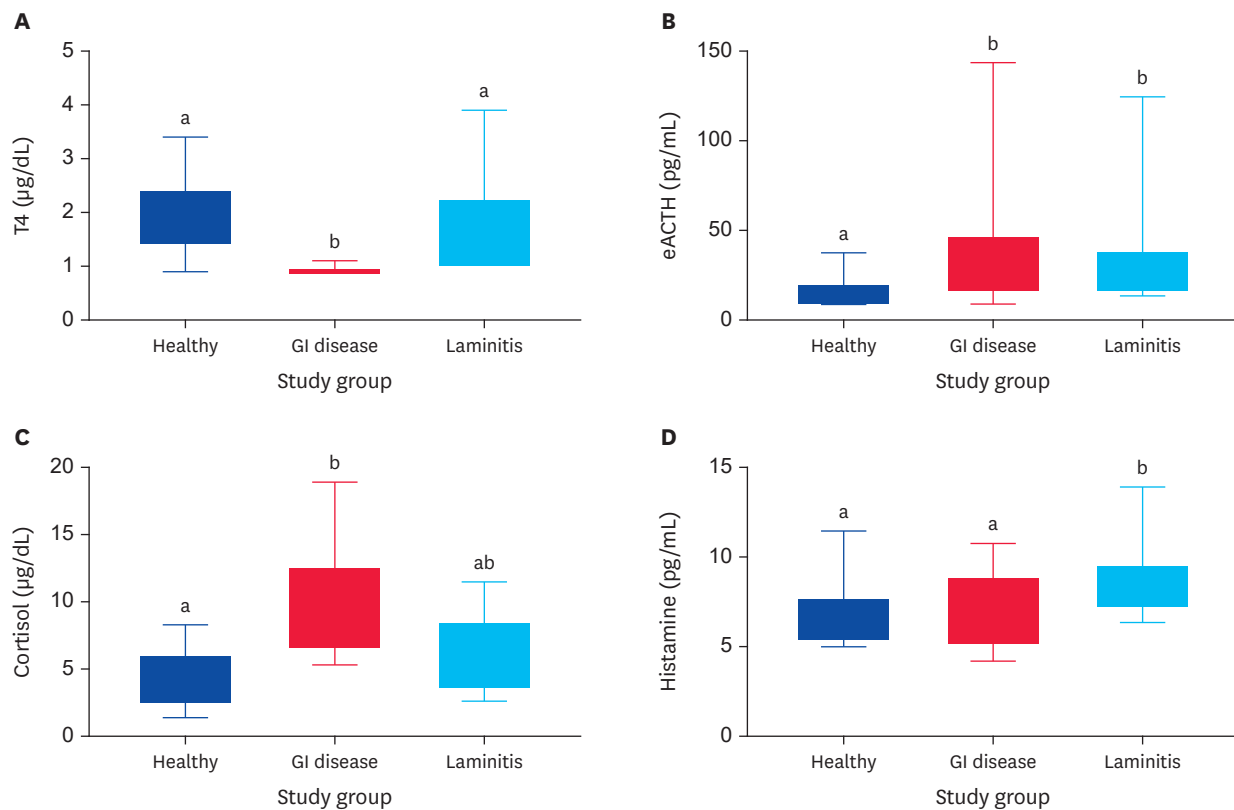 A
T4 (µg/dL)
5
4
3
2
1
0
a
b
a
Healthy GI disease Laminitis
Study group
B
eACTH (pg/mL)
150
100
50
0
a
b
b
Healthy GI disease Laminitis
Study group
C
Cortisol (µg/dL)
20
15
10
5
0
a
b
ab
Healthy GI disease Laminitis
Study group
D
Histamine (pg/mL)
15
10
5
0
a
a
b
Healthy GI disease Laminitis
Study group